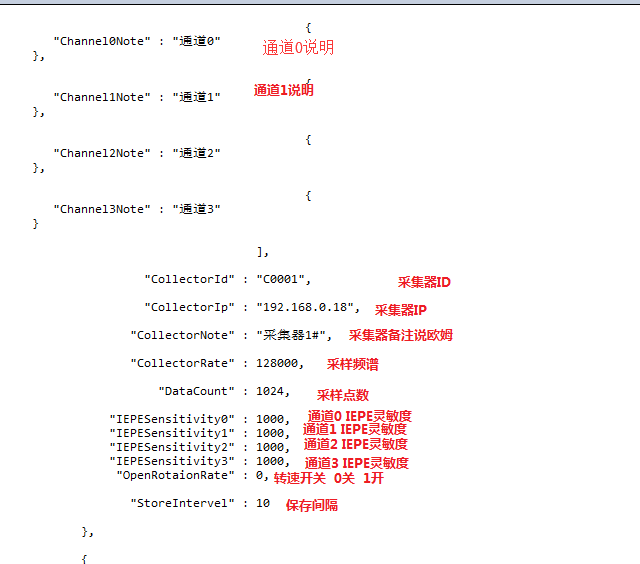 {
"Channel0Note" : "通道0" 通道0说明
},
{
"Channel1Note" : "通道1" 通道1说明
},
{
"Channel2Note" : "通道2"
},
{
"Channel3Note" : "通道3"
}
],
"CollectorId" : "C0001", 采集器ID
"CollectorIp" : "192.168.0.18", 采集器IP
"CollectorNote" : "采集器1#", 采集器备注说欧姆
"CollectorRate" : 128000, 采样频谱
"DataCount" : 1024, 采样点数
"IEPESensitivity0" : 1000, 通道0 IEPE灵敏度
"IEPESensitivity1" : 1000, 通道1 IEPE灵敏度
"IEPESensitivity2" : 1000, 通道2 IEPE灵敏度
"IEPESensitivity3" : 1000, 通道3 IEPE灵敏度
"OpenRotaionRate" : 0, 转速开关 0关 1开
"StoreIntervel" : 10 保存间隔
},
{